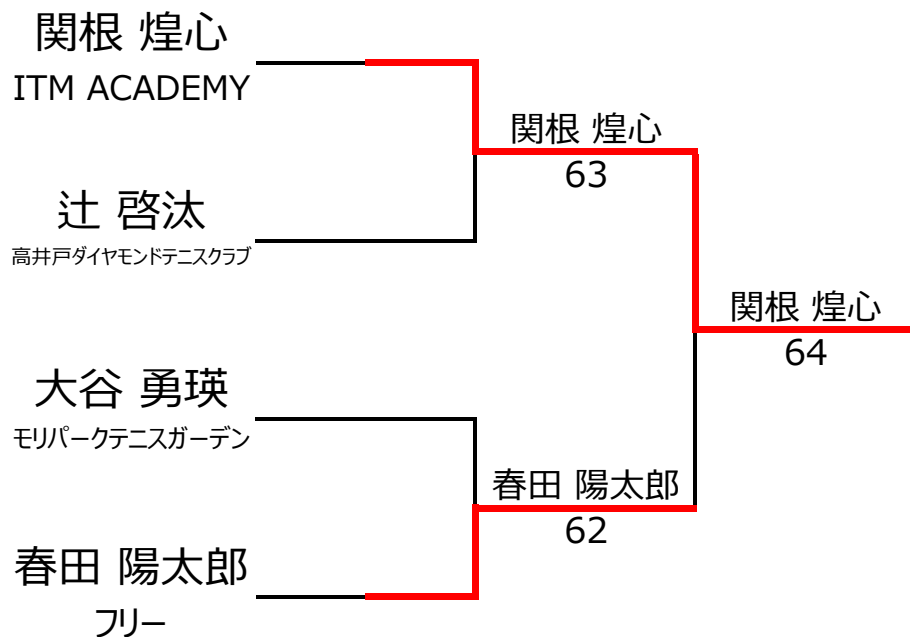 関根 煌心
ITM ACADEMY
関根 煌心
63
辻 啓汰
高井戸ダイヤモンドテニスクラブ
関根 煌心
64
大谷 勇瑛
モリパークテニスガーデン
春田 陽太郎
62
春田 陽太郎
フリー